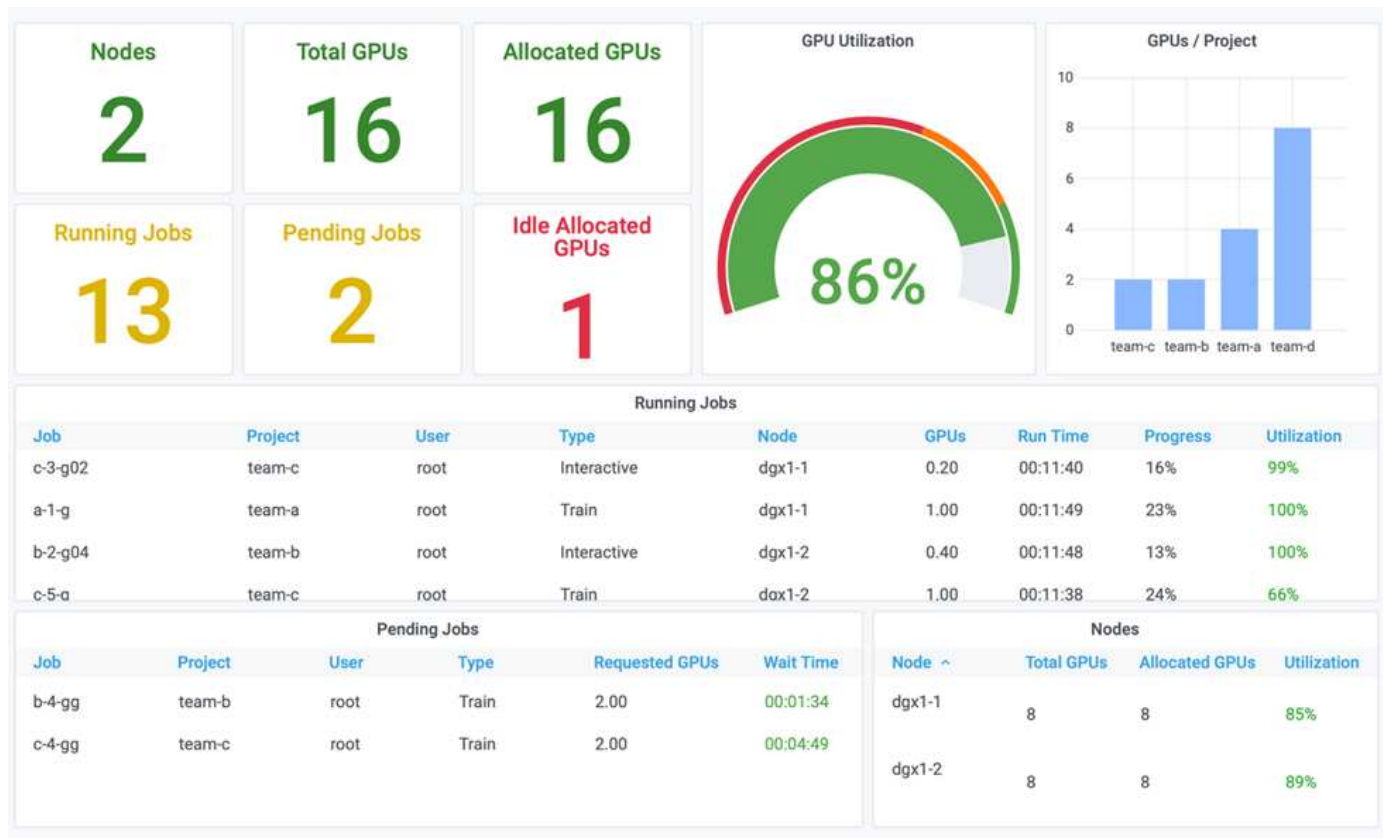 Nodes
2
Total GPUs
16
Allocated GPUs
16
Running Jobs
13
Pending Jobs
2
Idle Allocated
GPUs
1
GPU Utilization
86%
GPUs / Project
10
8
6
4
2
0
team-c team-b team-a team-d
Running Jobs
Job Project User Type Node GPUs Run Time Progress Utilization
c-3-g02 team-c root Interactive dgx1-1 0.20 00:11:40 16% 99%
a-1-g team-a root Train dgx1-1 1.00 00:11:49 23% 100%
b-2-g04 team-b root Interactive dgx1-2 0.40 00:11:48 13% 100%
c-5-g team-c root Train dgx1-2 1.00 00:11:38 24% 66%
Pending Jobs
Job Project User Type Requested GPUs Wait Time
b-4-gg team-b root Train 2.00 00:01:34
c-4-gg team-c root Train 2.00 00:04:49
Nodes
Node Total GPUs Allocated GPUs Utilization
dgx1-1 8 8 85%
dgx1-2 8 8 89%